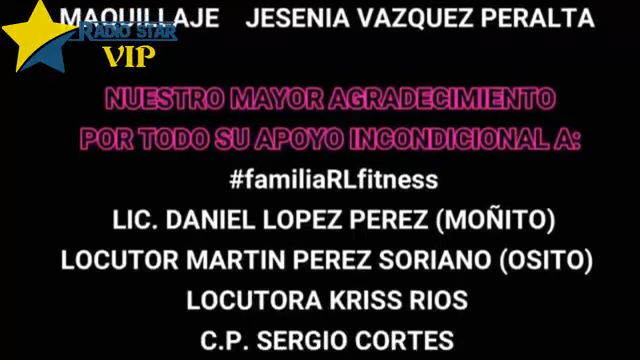 MAQUILLAJE JESENIA VAZQUEZ PERALTA
RADIO STAR
VIP
NUESTRO MAYOR AGRADECIMIENTO
POR TODO SU APOYO INCONDICIONAL A:
#familiaRLfitness
LIC. DANIEL LOPEZ PEREZ (MOÑITO)
LOCUTOR MARTIN PEREZ SORIANO (OSITO)
LOCUTORA KRISS RIOS
C.P. SERGIO CORTES